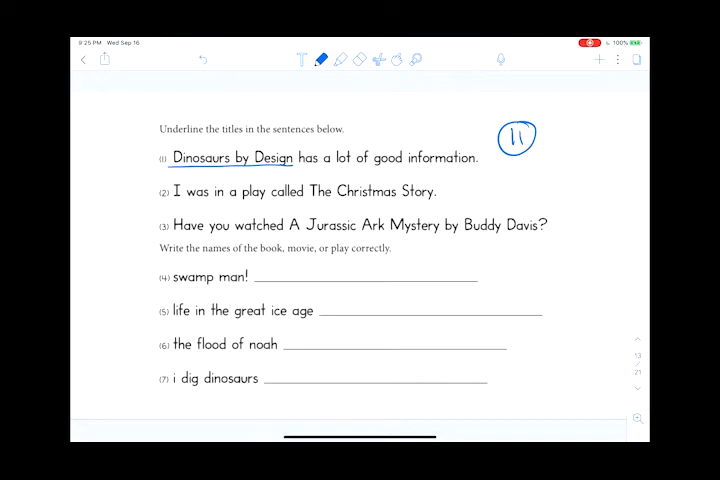 9:25 PM Wed Sep 16
100%
Underline the titles in the sentences below.
11
(1) Dinosaurs by Design has a lot of good information.
(2) I was in a play called The Christmas Story.
(3) Have you watched A Jurassic Ark Mystery by Buddy Davis?
Write the names of the book, movie, or play correctly.
(4) swamp man!
(5) life in the great ice age
(6) the flood of noah
(7) i dig dinosaurs
13
/
21